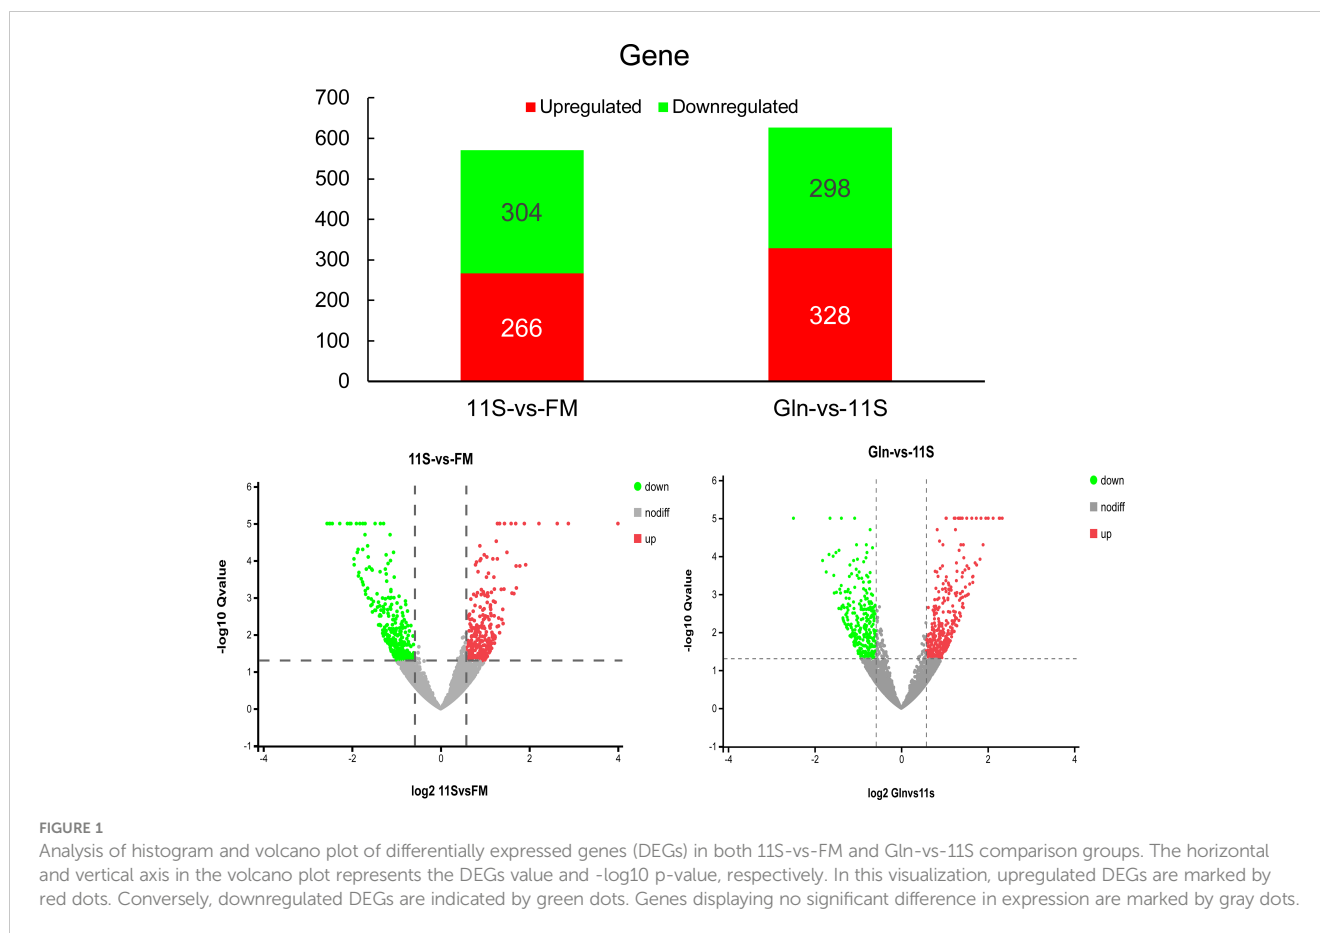 Gene
Upregulated Downregulated
700
600
500
400
300
200
100
0
304
266
298
328
11S-vs-FM
Gln-vs-11S
11S-vs-FM
-log10 Qvalue
6
5
4
3
2
1
0
-1
-4 -2 0 2 4
log2 11SvsFM
down
nodiff
up
Gln-vs-11S
-log10 Qvalue
6
5
4
3
2
1
0
-1
-4 -2 0 2 4
log2 Glnvs11s
down
nodiff
up
FIGURE 1
Analysis of histogram and volcano plot of differentially expressed genes (DEGs) in both 11S-vs-FM and Gln-vs-11S comparison groups. The horizontal
and vertical axis in the volcano plot represents the DEGs value and -log10 p-value, respectively. In this visualization, upregulated DEGs are marked by
red dots. Conversely, downregulated DEGs are indicated by green dots. Genes displaying no significant difference in expression are marked by gray dots.